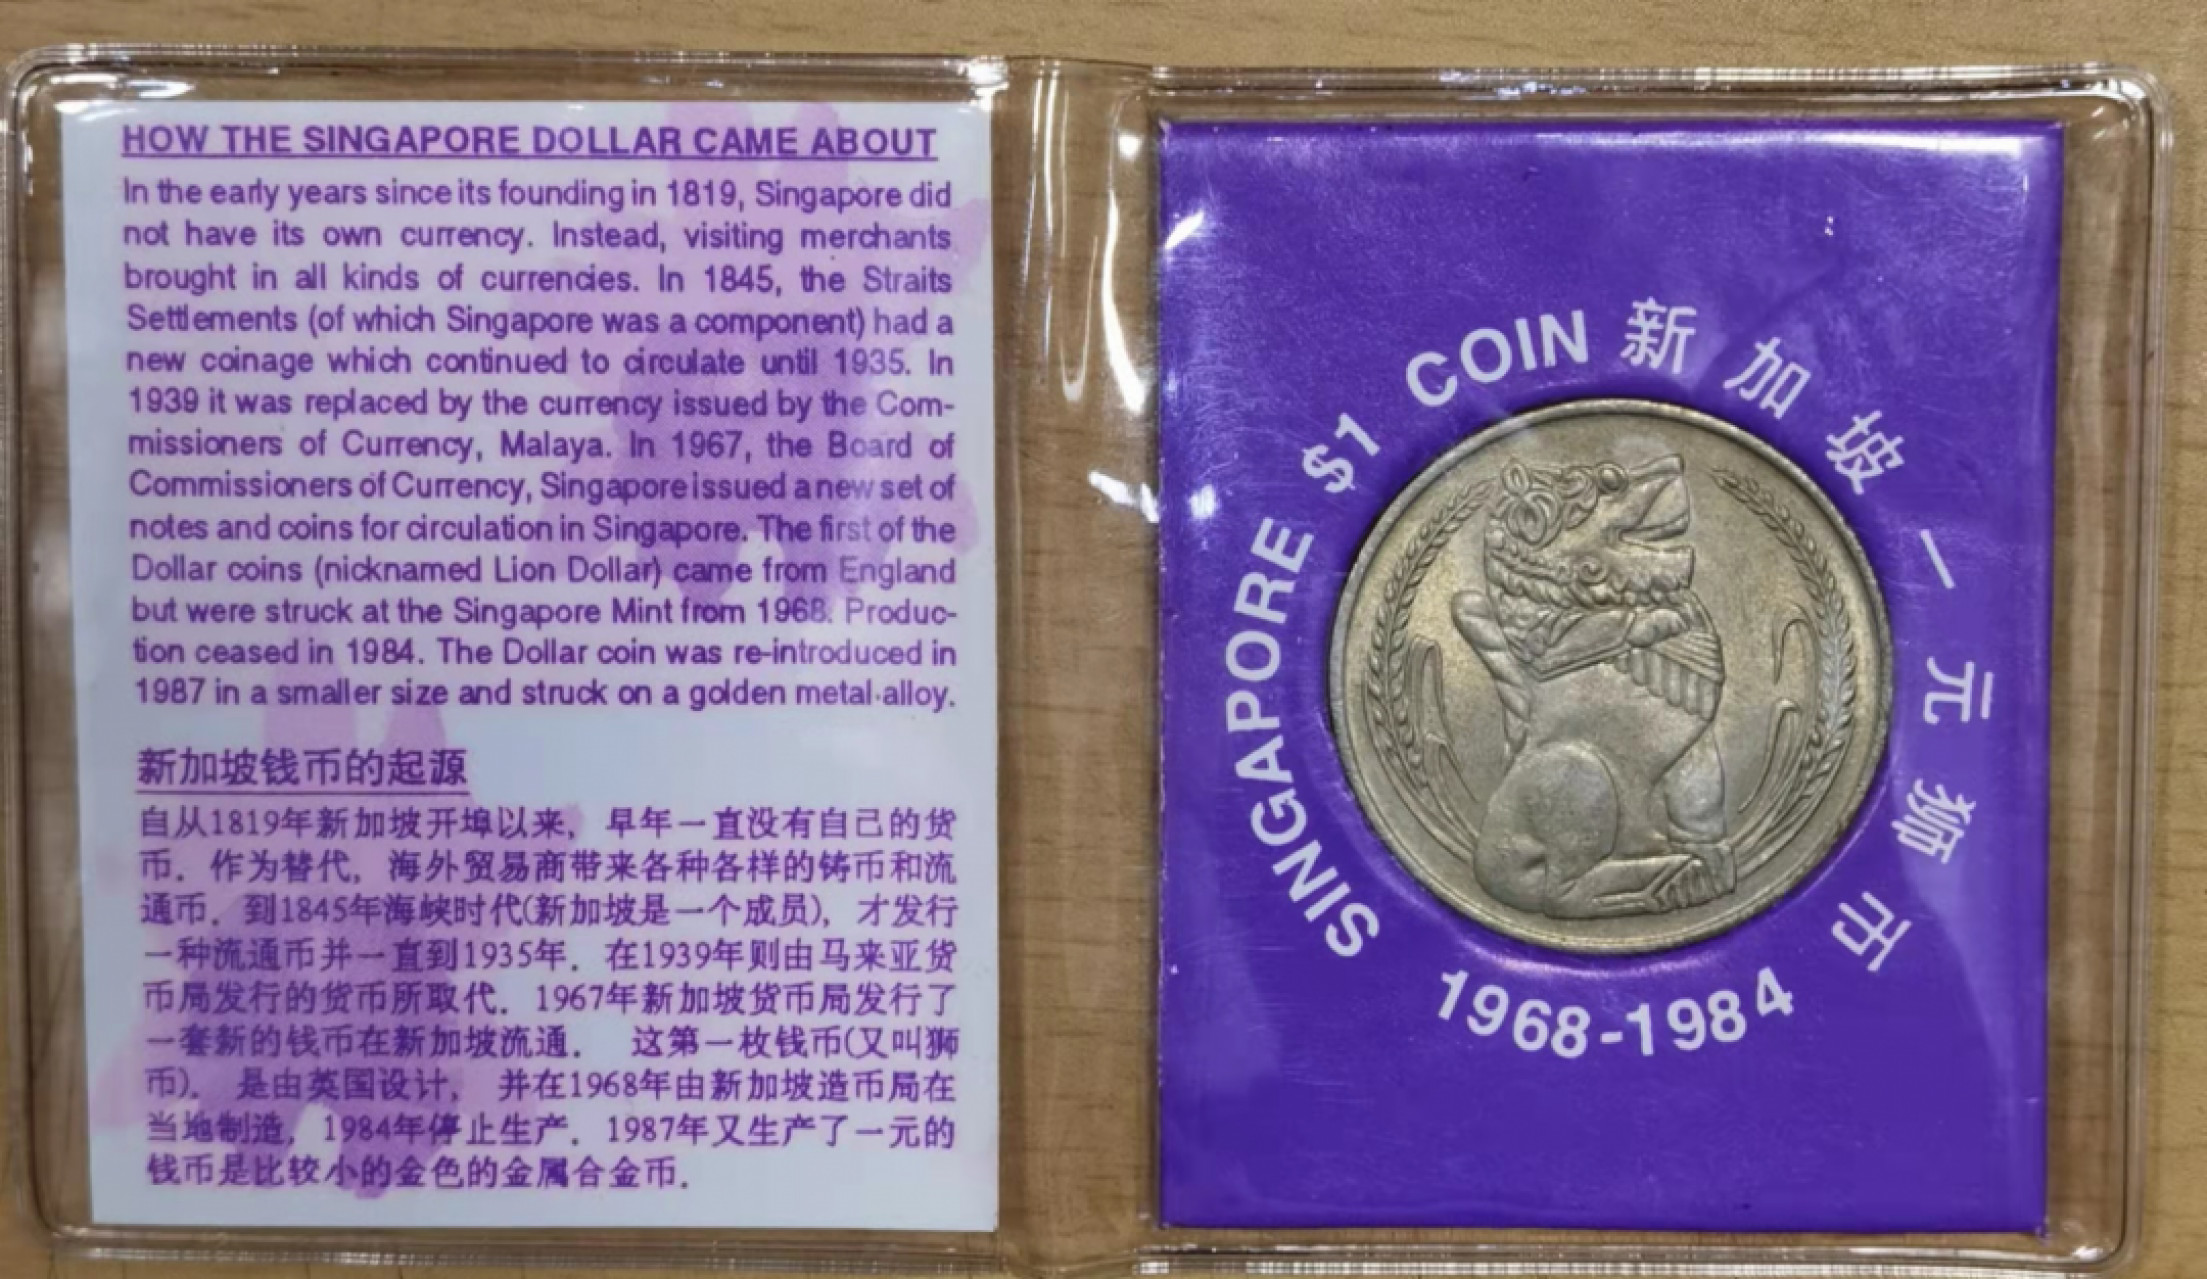 HOW THE SINGAPORE DOLLAR CAME ABOUT
In the early years since its founding in 1819, Singapore did
not have its own currency. Instead, visiting merchants
brought in all kinds of currencies. In 1845, the Straits
Settlements (of which Singapore was a component) had a
new coinage which continued to circulate until 1935. In
1939 it was replaced by the currency issued by the Com-
missioners of Currency, Malaya. In 1967, the Board of
Commissioners of Currency, Singapore issued a new set of
notes and coins for circulation in Singapore. The first of the
Dollar coins (nicknamed Lion Dollar) came from England
but were struck at the Singapore Mint from 1968. Produc-
tion ceased in 1984. The Dollar coin was re-introduced in
1987 in a smaller size and struck on a golden metal alloy.
新加坡钱币的起源
自从1819年新加坡开埠以来, 早年一直没有自己的货
币. 作为替代, 海外贸易商带来各种各样的铸币和流
通币. 到1845年海峡时代(新加坡是一个成员), 才发行
一种流通币并一直到1935年. 在1939年则由马来亚货
币局发行的货币所取代. 1967年新加坡货币局发行了
一套新的钱币在新加坡流通. 这第一枚钱币(又叫狮
币). 是由英国设计, 并在1968年由新加坡造币局在
当地制造, 1984年停止生产. 1987年又生产了一元的
钱币是比较小的金色的金属合金币.
SINGAPORE $1 COIN 新加坡一元狮币
1968-1984